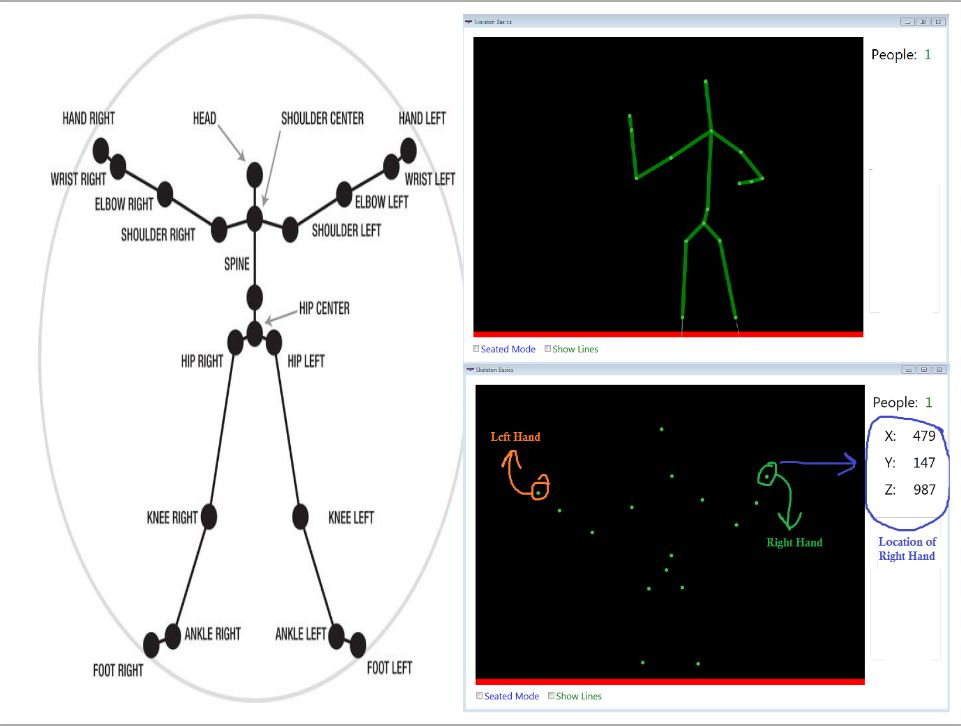 HAND RIGHT
HEAD
SHOULDER CENTER
HAND LEFT
WRIST RIGHT
WRIST LEFT
ELBOW RIGHT
ELBOW LEFT
SHOULDER RIGHT
SHOULDER LEFT
SPINE
HIP CENTER
HIP RIGHT
HIP LEFT
KNEE RIGHT
KNEE LEFT
ANKLE RIGHT
ANKLE LEFT
FOOT RIGHT
FOOT LEFT
Skeleton Basics
People: 1
Seated Mode
Show Lines
Skeleton Basics
People: 1
X: 479
Y: 147
Z: 987
Left Hand
Right Hand
Location of
Right Hand
Seated Mode
Show Lines